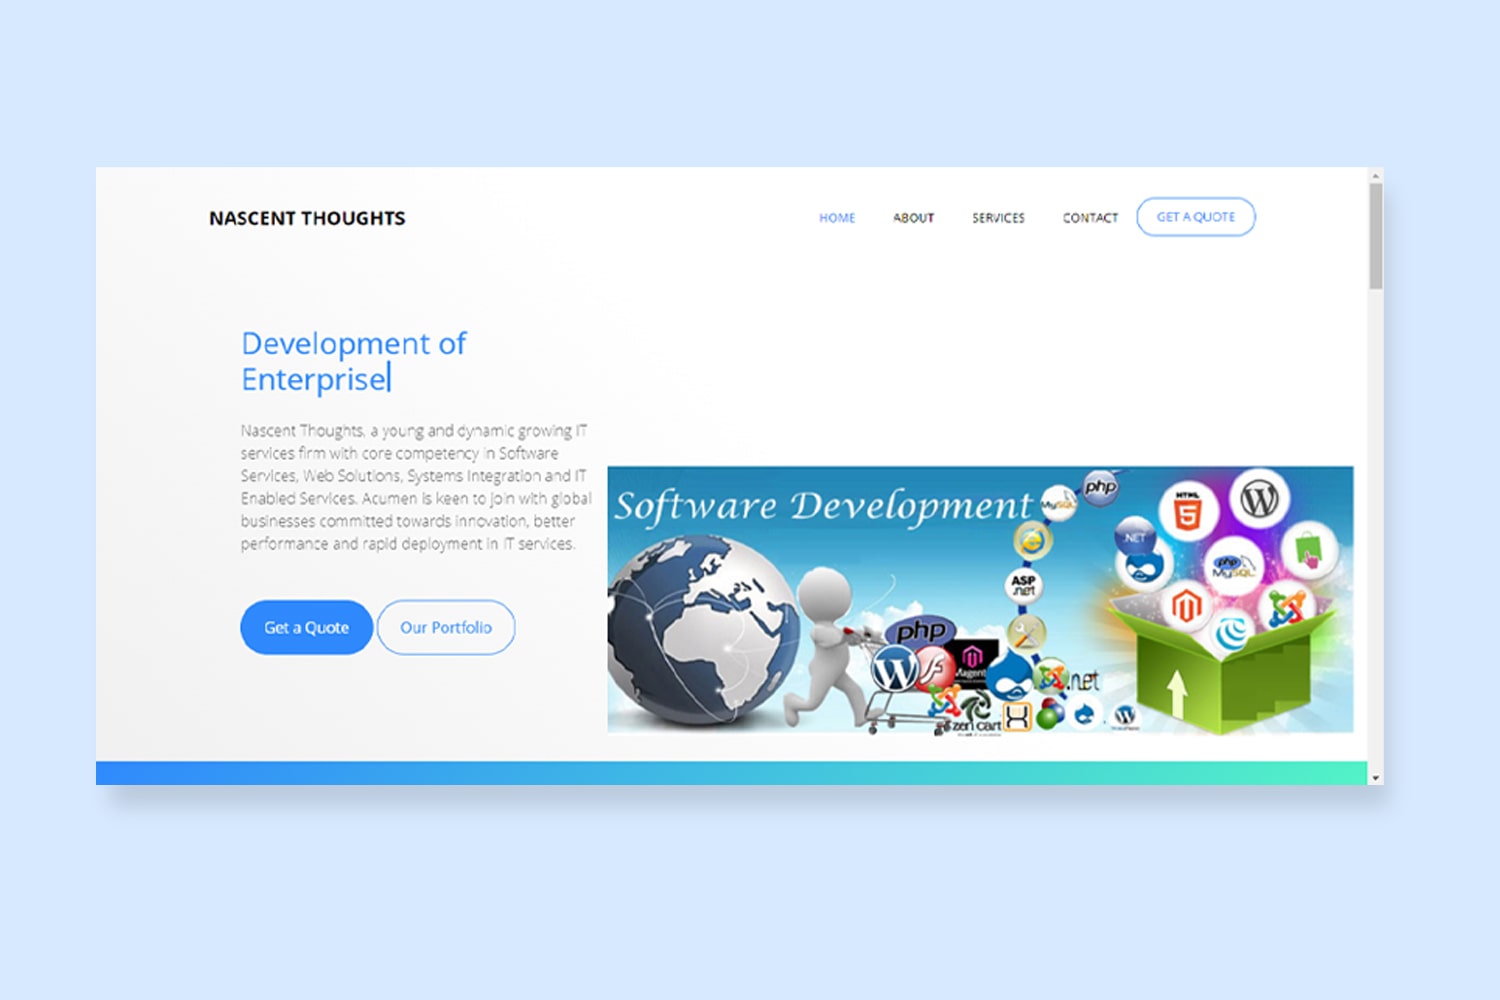 NASCENT THOUGHTS
HOME ABOUT SERVICES CONTACT GET A QUOTE
Development of
Enterprise
Nascent Thoughts, a young and dynamic growing IT
services firm with core competency in Software
Services, Web Solutions, Systems Integration and IT
Enabled Services. Acumen is keen to join with global
businesses committed towards innovation, better
performance and rapid deployment in IT services.
Get a Quote Our Portfolio
Software Development
php
MySQL
HTML
5
.NET
ASP
.net
php
MySQL
php
Magento
.net
zen cart